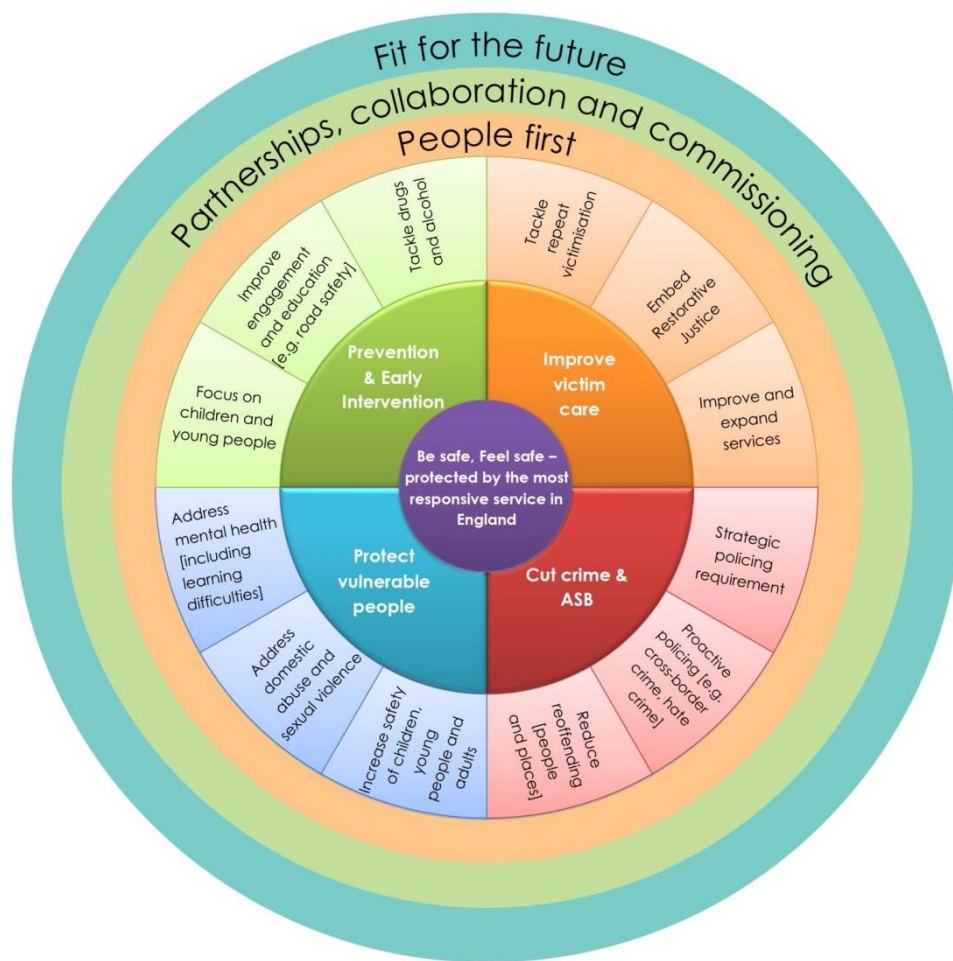 Fit for the future
Partnerships, collaboration and commissioning
People first
Tackle drugs
and alcohol
Improve
engagement
and education
[e.g. road safety]
Focus on
children and
young people
Prevention
& Early
Intervention
Tackle
repeat
victimisation
Embed
Restorative
Justice
Improve and
expand
services
Improve
victim
care
Be safe, Feel safe –
protected by the most
responsive service in
England
Address
mental health
[including
learning
difficulties]
Address
domestic
abuse and
sexual violence
Increase safety
of children,
young
people and
adults
Protect
vulnerable
people
Strategic
policing
requirement
Proactive
policing [e.g.
cross-border
crime, hate
crime]
Reduce
reoffending
[people
and places]
Cut crime &
ASB